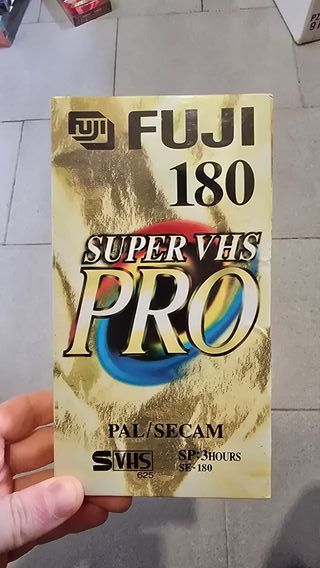 FUJI
FUJI
180
SUPER VHS
PRO
PAL/SECAM
S VHS
625
SP:3HOURS
SE-180